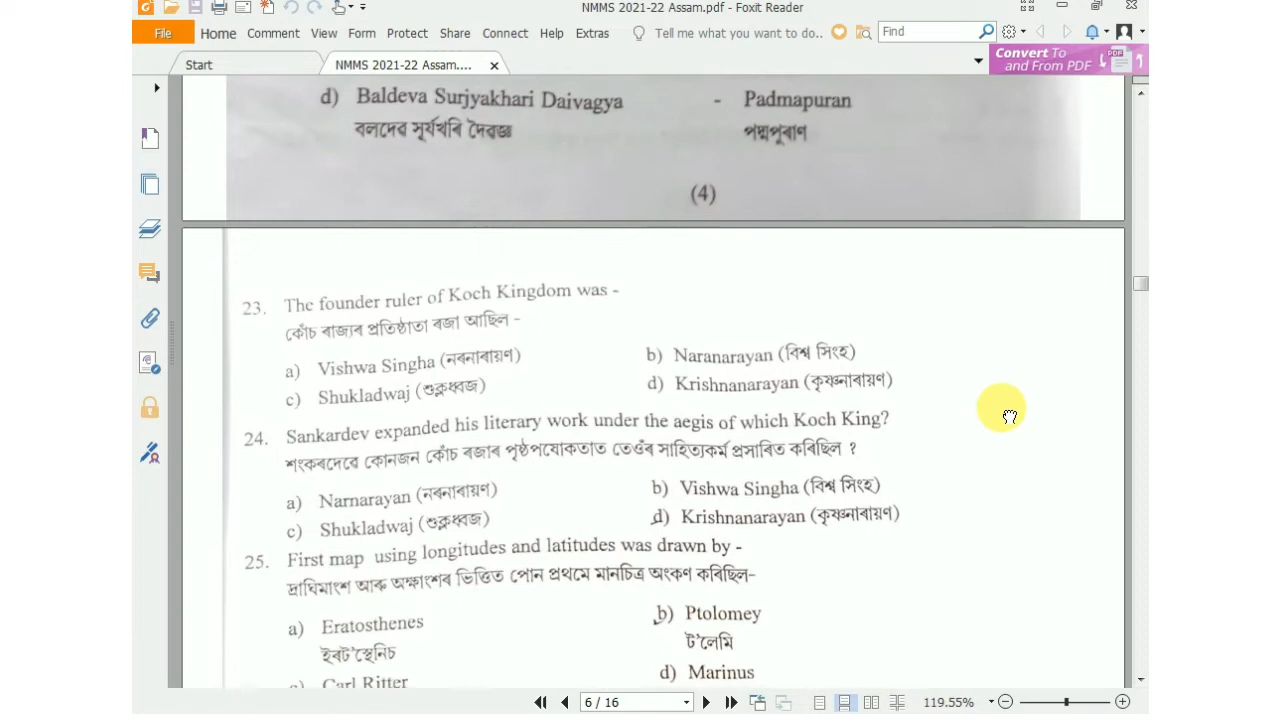 NMMS 2021-22 Assam.pdf - Foxit Reader
File Home Comment View Form Protect Share Connect Help Extras Tell me what you want to do.. Find
Start NMMS 2021-22 Assam....
Convert To
and From PDF
PDF
d) Baldeva Surjyakhari Daivagya - Padmapuran
বলদেৱ সূৰ্যখৰি দৈৱজ্ঞ পদ্মপুৰাণ
(4)
23. The founder ruler of Koch Kingdom was -
কোঁচ ৰাজ্যৰ প্ৰতিষ্ঠাতা ৰজা আছিল -
a) Vishwa Singha (নৰনাৰায়ণ) b) Naranarayan (বিশ্ব সিংহ)
c) Shukladwaj (শুক্লধ্বজ) d) Krishnanarayan (কৃষ্ণনাৰায়ণ)
24. Sankardev expanded his literary work under the aegis of which Koch King?
শংকৰদেৱে কোনজন কোঁচ ৰজাৰ পৃষ্ঠপযোকতাত তেওঁৰ সাহিত্যকৰ্ম প্ৰসাৰিত কৰিছিল ?
a) Narnarayan (নৰনাৰায়ণ) b) Vishwa Singha (বিশ্ব সিংহ)
c) Shukladwaj (শুক্লধ্বজ) d) Krishnanarayan (কৃষ্ণনাৰায়ণ)
25. First map using longitudes and latitudes was drawn by -
দ্ৰাঘিমাংশ আৰু অক্ষাংশৰ ভিত্তিত পোন প্ৰথমে মানচিত্ৰ অংকণ কৰিছিল-
a) Eratosthenes b) Ptolomey
ইৰট'স্থেনিচ ট'লেমি
c) Carl Ritter d) Marinus
6 / 16 119.55%